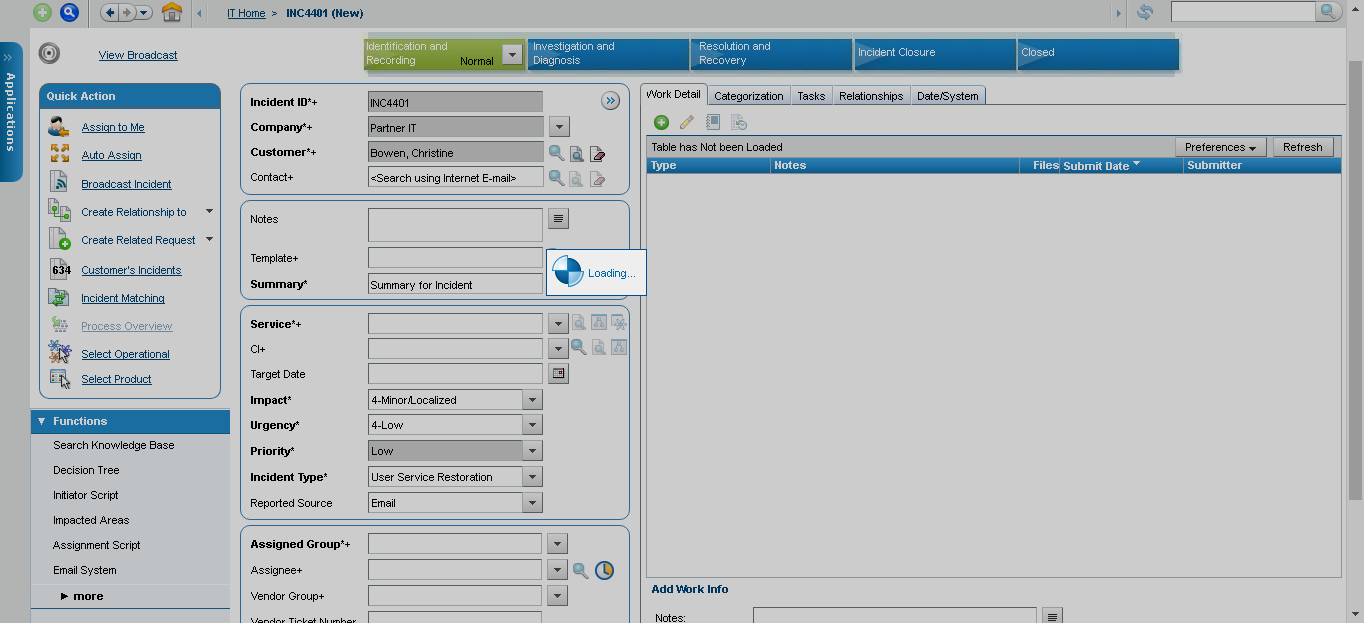 IT Home > INC4401 (New)
Applications
View Broadcast
Identification and
Recording
Normal
Investigation and
Diagnosis
Resolution and
Recovery
Incident Closure
Closed
Quick Action
Assign to Me
Auto Assign
Broadcast Incident
Create Relationship to
Create Related Request
634 Customer's Incidents
Incident Matching
Process Overview
Select Operational
Select Product
Functions
Search Knowledge Base
Decision Tree
Initiator Script
Impacted Areas
Assignment Script
Email System
more
Incident ID*+ INC4401
Company*+ Partner IT
Customer*+ Bowen, Christine
Contact+ <Search using Internet E-mail>
Notes
Template+
Summary* Summary for Incident
Loading...
Service*+
CI+
Target Date
Impact* 4-Minor/Localized
Urgency* 4-Low
Priority* Low
Incident Type* User Service Restoration
Reported Source Email
Assigned Group*+
Assignee+
Vendor Group+
Vendor Ticket Number
Work Detail Categorization Tasks Relationships Date/System
Table has Not been Loaded Preferences Refresh
Type Notes Files Submit Date Submitter
Add Work Info
Notes: